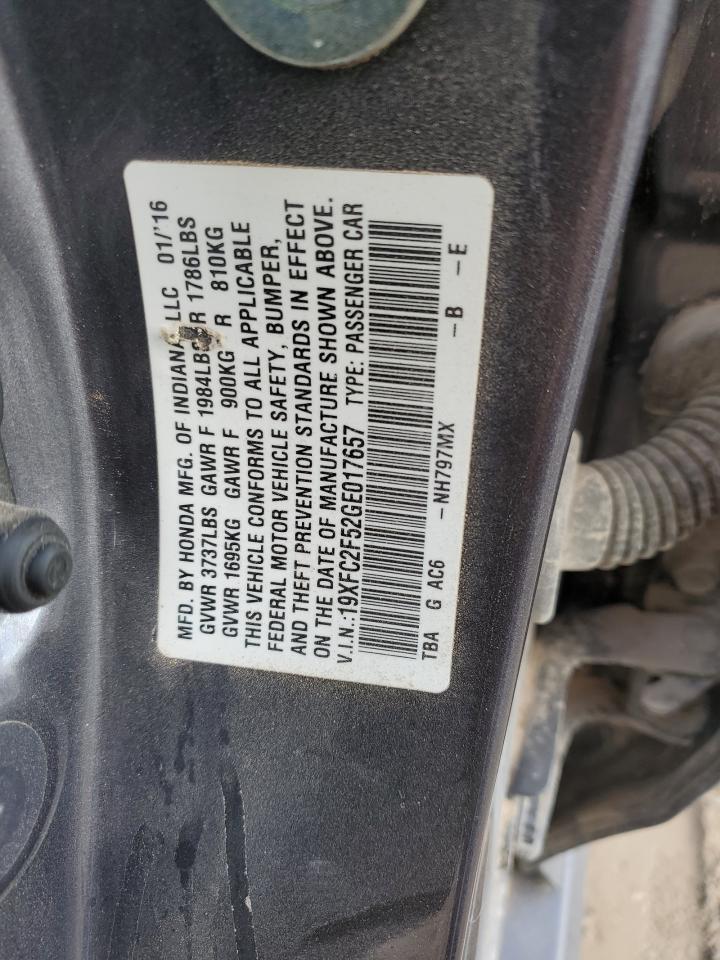 MFD. BY HONDA MFG. OF INDIANA LLC 01/'16
GVWR 3737LBS GAWR F 1984LBS R 1786LBS
GVWR 1695KG GAWR F 900KG R 810KG
THIS VEHICLE CONFORMS TO ALL APPLICABLE
FEDERAL MOTOR VEHICLE SAFETY, BUMPER,
AND THEFT PREVENTION STANDARDS IN EFFECT
ON THE DATE OF MANUFACTURE SHOWN ABOVE.
V.I.N.:19XFC2F52GE017657 TYPE: PASSENGER CAR
TBA G AC6 –NH797MX –B –E